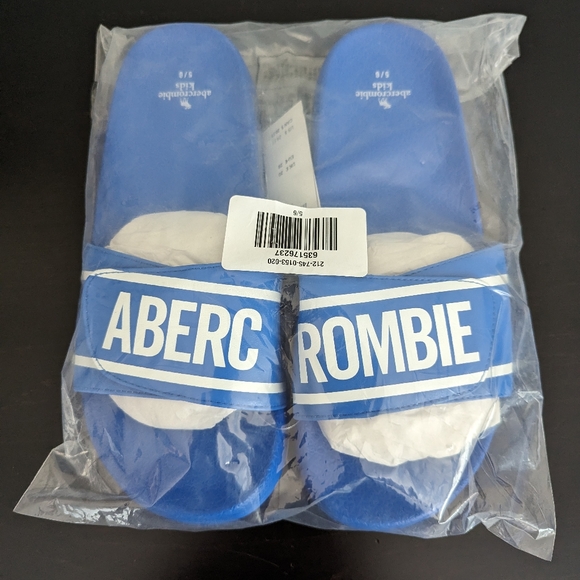 abercrombie
kids
5/6
abercrombie
kids
5/6
212-745-0153-020
635176237
5/6
ABERC
ROMBIE